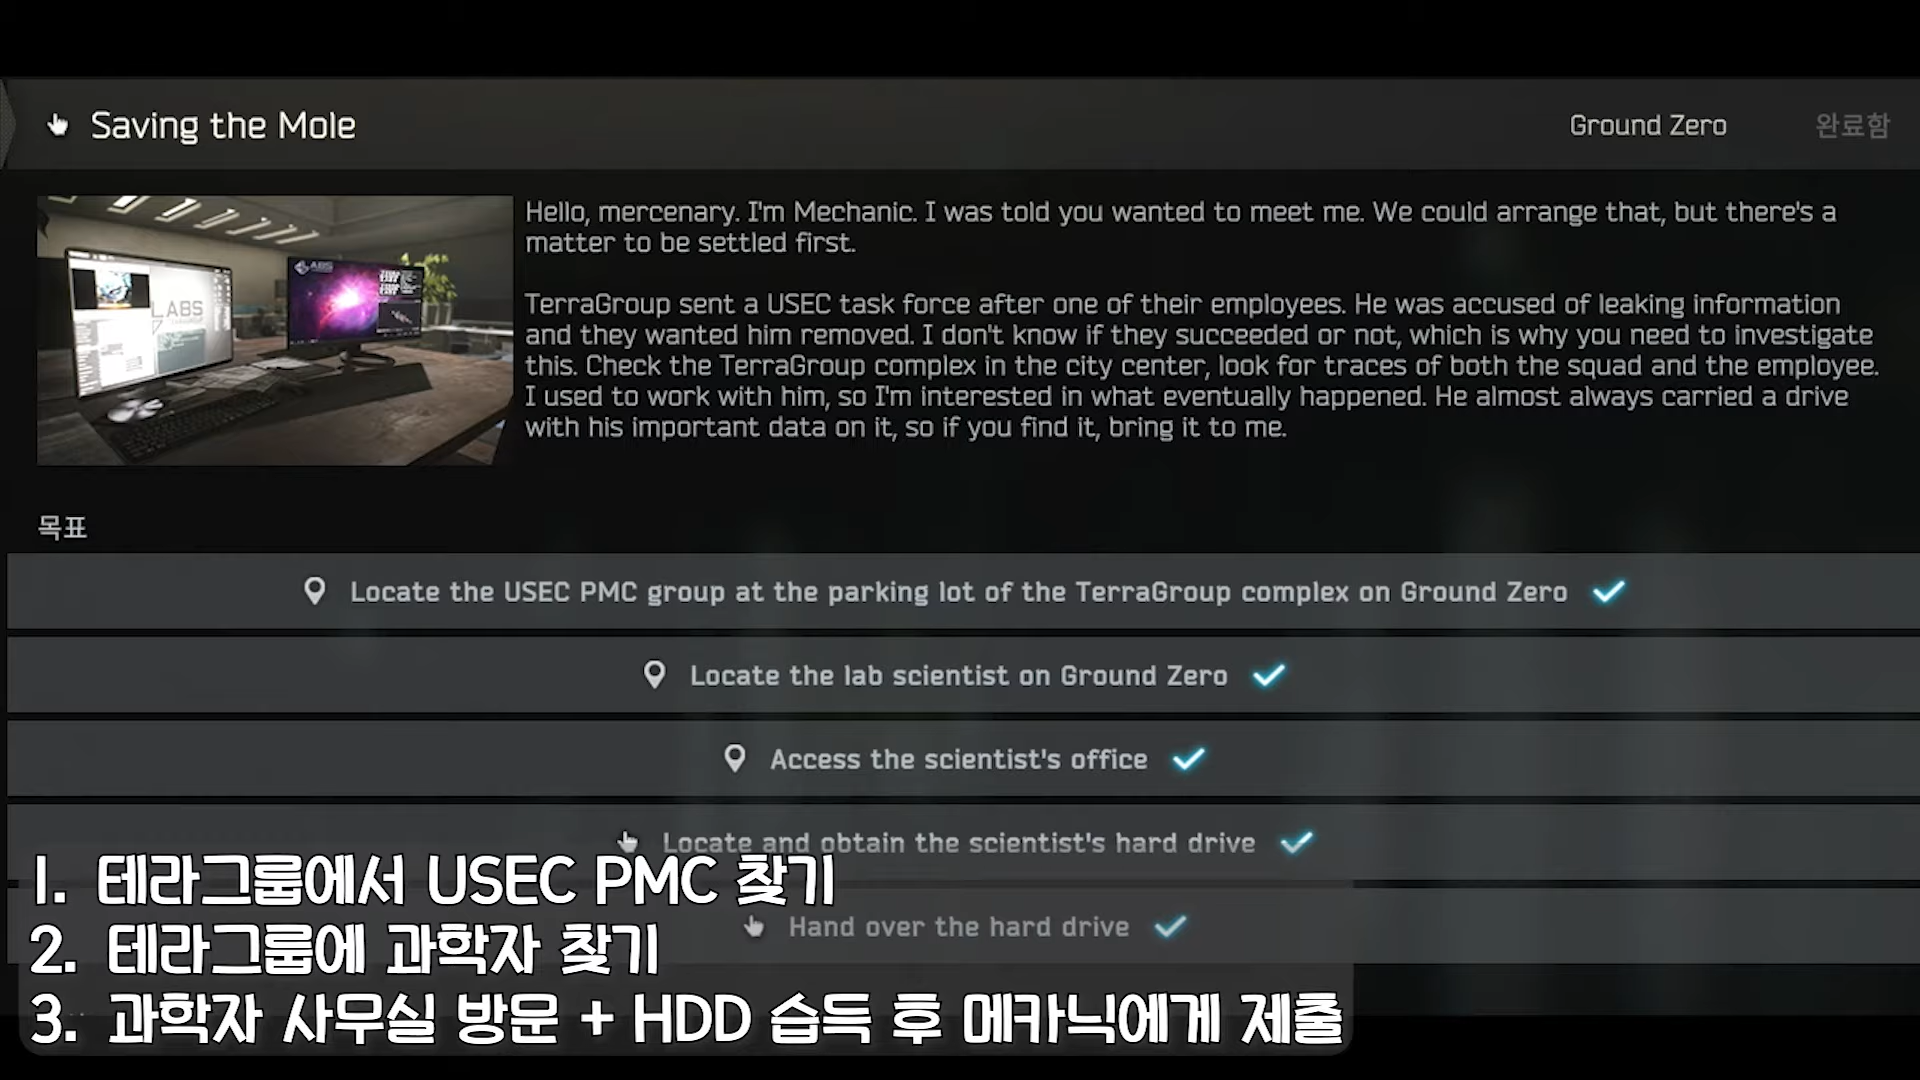 Saving the Mole
Ground Zero
완료함
LABS
LABS
Hello, mercenary. I'm Mechanic. I was told you wanted to meet me. We could arrange that, but there's a
matter to be settled first.
TerraGroup sent a USEC task force after one of their employees. He was accused of leaking information
and they wanted him removed. I don't know if they succeeded or not, which is why you need to investigate
this. Check the TerraGroup complex in the city center, look for traces of both the squad and the employee.
I used to work with him, so I'm interested in what eventually happened. He almost always carried a drive
with his important data on it, so if you find it, bring it to me.
목표
Locate the USEC PMC group at the parking lot of the TerraGroup complex on Ground Zero
Locate the lab scientist on Ground Zero
Access the scientist's office
Locate and obtain the scientist's hard drive
Hand over the hard drive
1. 테라그룹에서 USEC PMC 찾기
2. 테라그룹에 과학자 찾기
3. 과학자 사무실 방문 + HDD 습득 후 메카닉에게 제출